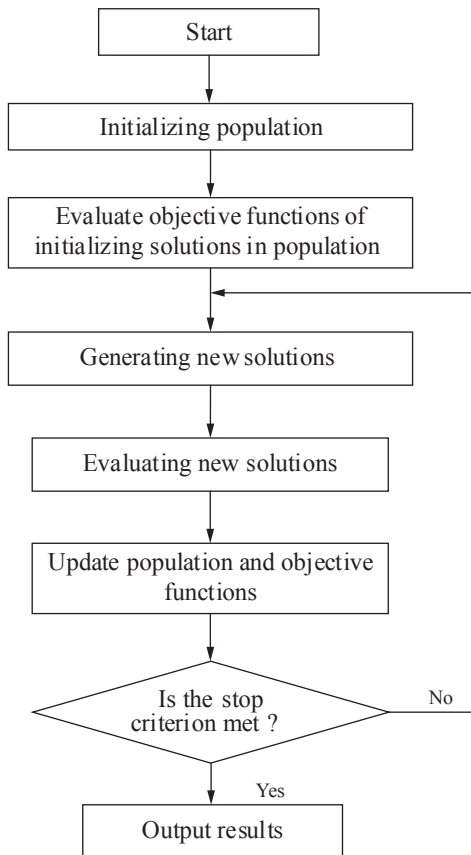 Start
Initializing population
Evaluate objective functions of
initializing solutions in population
Generating new solutions
Evaluating new solutions
Update population and objective
functions
Is the stop
criterion met ?
No
Yes
Output results